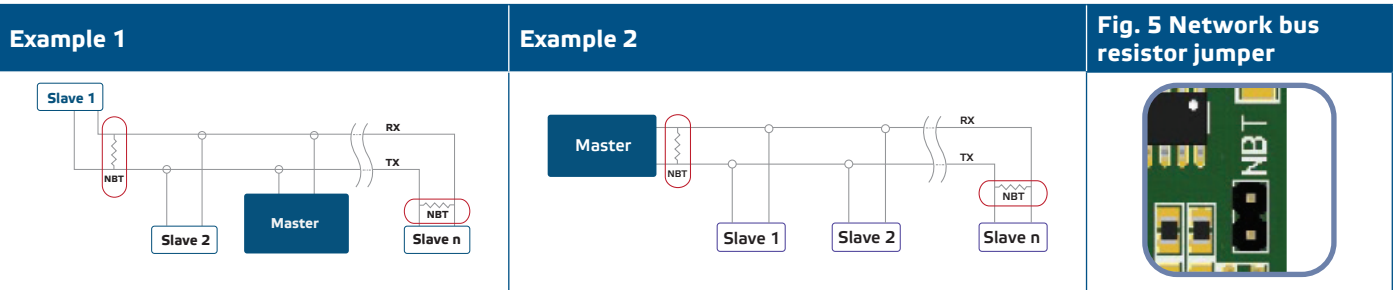 Example 1
Example 2
Fig. 5 Network bus
resistor jumper
Slave 1
RX
TX
NBT
NBT
Slave 2
Master
Slave n
Master
RX
TX
NBT
NBT
Slave 1
Slave 2
Slave n
NBT